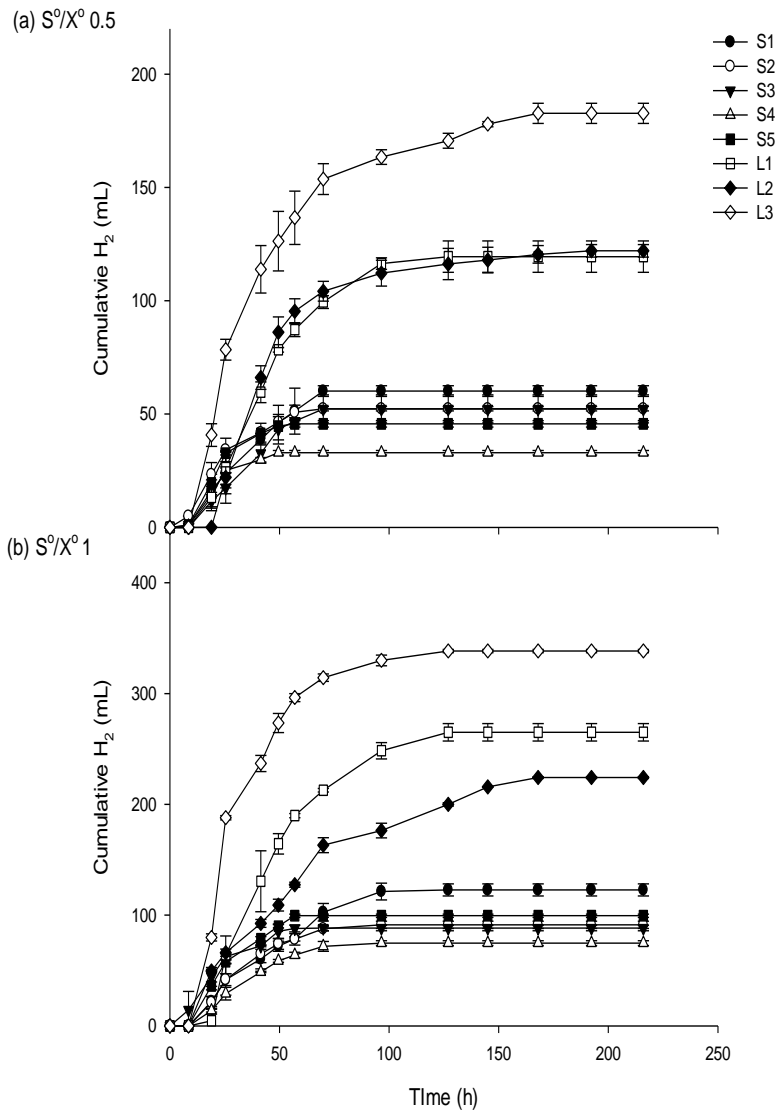 (a) S°/X° 0.5
S1
S2
S3
S4
S5
L1
L2
L3
Cumulatvie H₂ (mL)
200
150
100
50
0
(b) S°/X° 1
Cumulative H₂ (mL)
400
300
200
100
0
0 50 100 150 200 250
TIme (h)